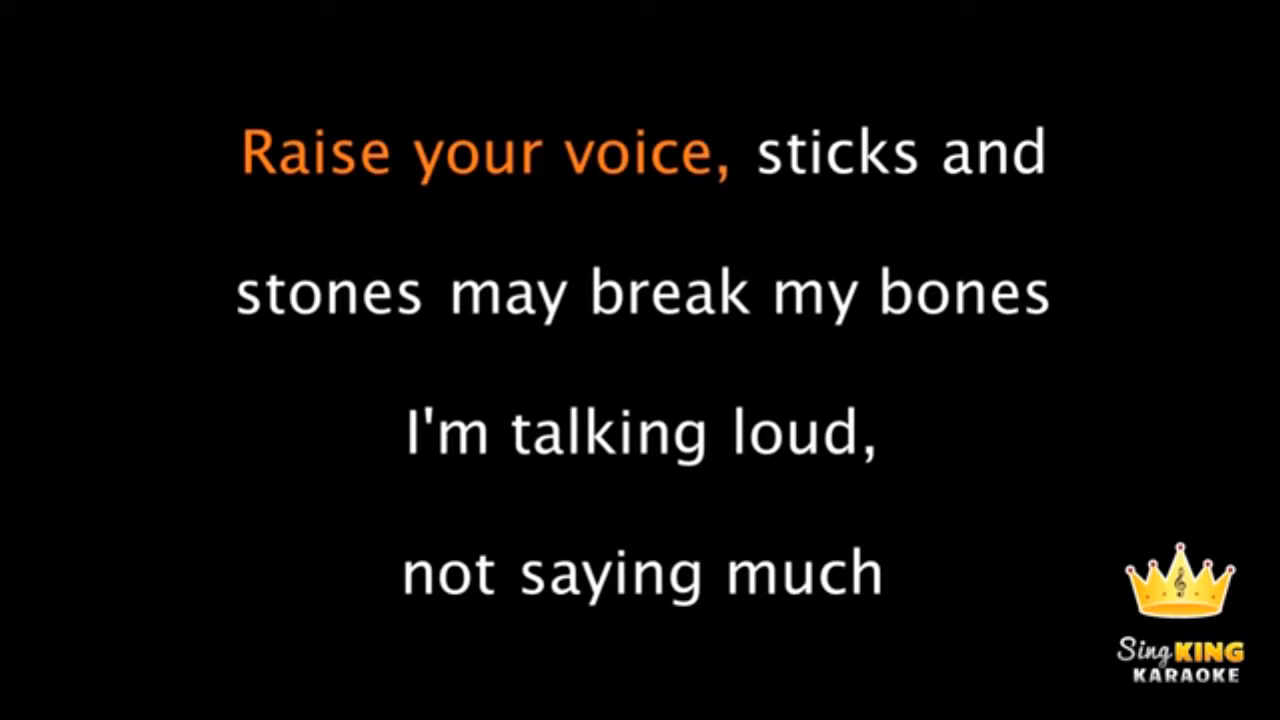 Raise your voice, sticks and
stones may break my bones
I'm talking loud,
not saying much
Sing KING
KARAOKE